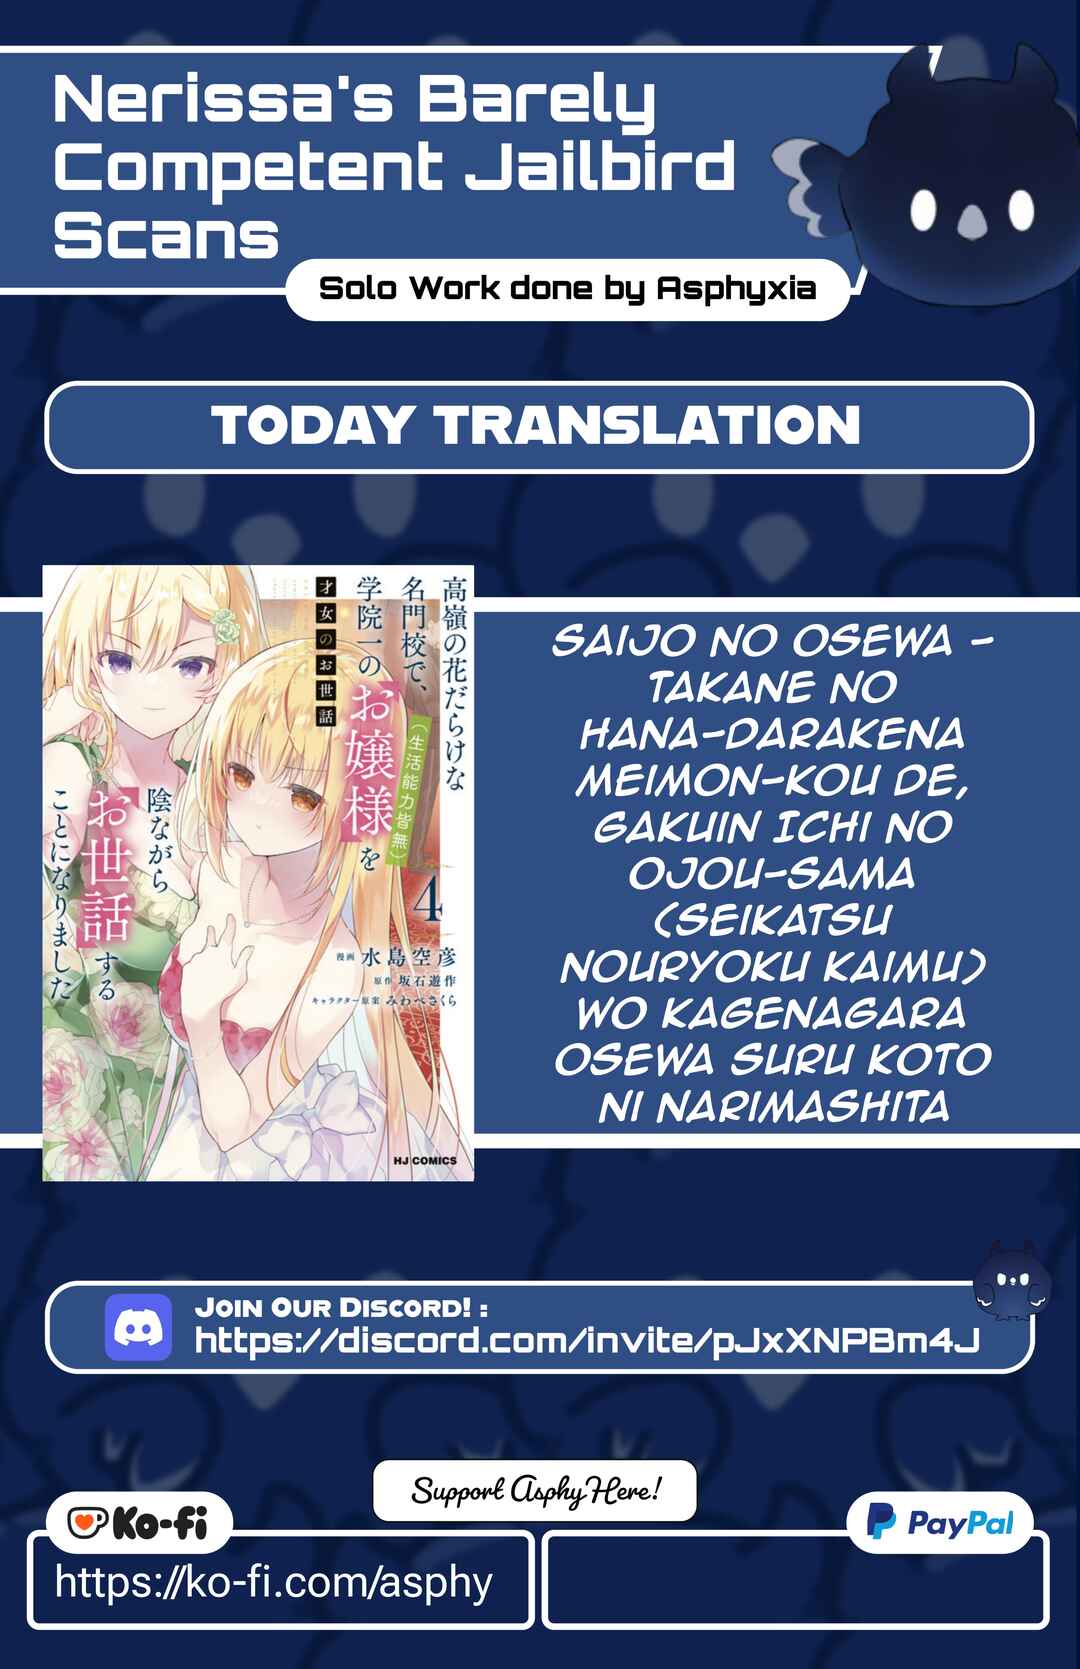 Nerissa's Barely
Competent Jailbird
Scans
Solo Work done by Asphyxia
TODAY TRANSLATION
高嶺の花だらけな
名門校で、
学院一の
お嬢様を
(生活能力皆無)
才女のお世話
陰ながら
お世話する
ことになりました
4
漫画 水島空彦
原作 坂石遊作
キャラクター原案 みわべさくら
HJ COMICS
SAIJO NO OSEWA -
TAKANE NO
HANA-DARAKENA
MEIMON-KOU DE,
GAKUIN ICHI NO
OJOU-SAMA
(SEIKATSU
NOURYOKU KAIMU)
WO KAGENAGARA
OSEWA SURU KOTO
NI NARIMASHITA
JOIN OUR DISCORD! :
https://discord.com/invite/pJxXNPBm4J
Support Asphy Here!
Ko-fi
PayPal
https://ko-fi.com/asphy